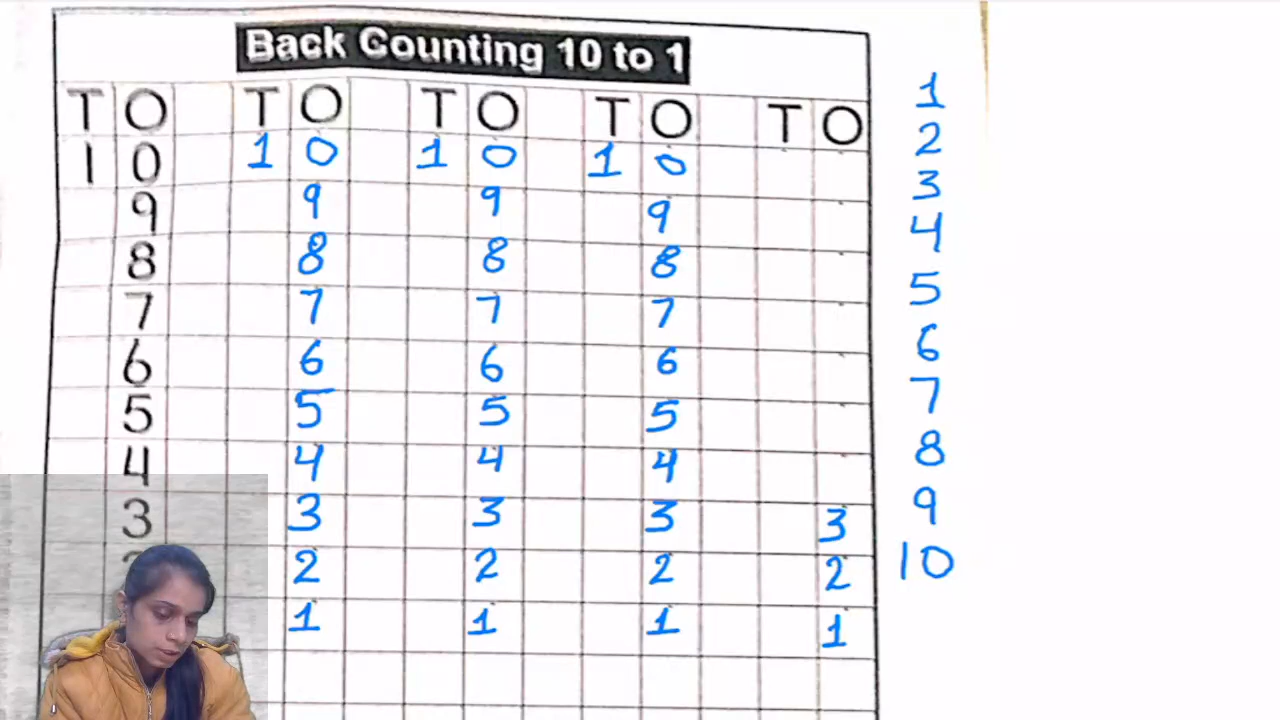 Back Counting 10 to 1
T O T O T O T O T O 1
1 0 1 0 1 0 1 0 2
9 9 9 9 3
8 8 8 8 4
7 7 7 7 5
6 6 6 6 6
5 5 5 5 7
4 4 4 4 8
3 3 3 3 3 9
2 2 2 2 10
1 1 1 1